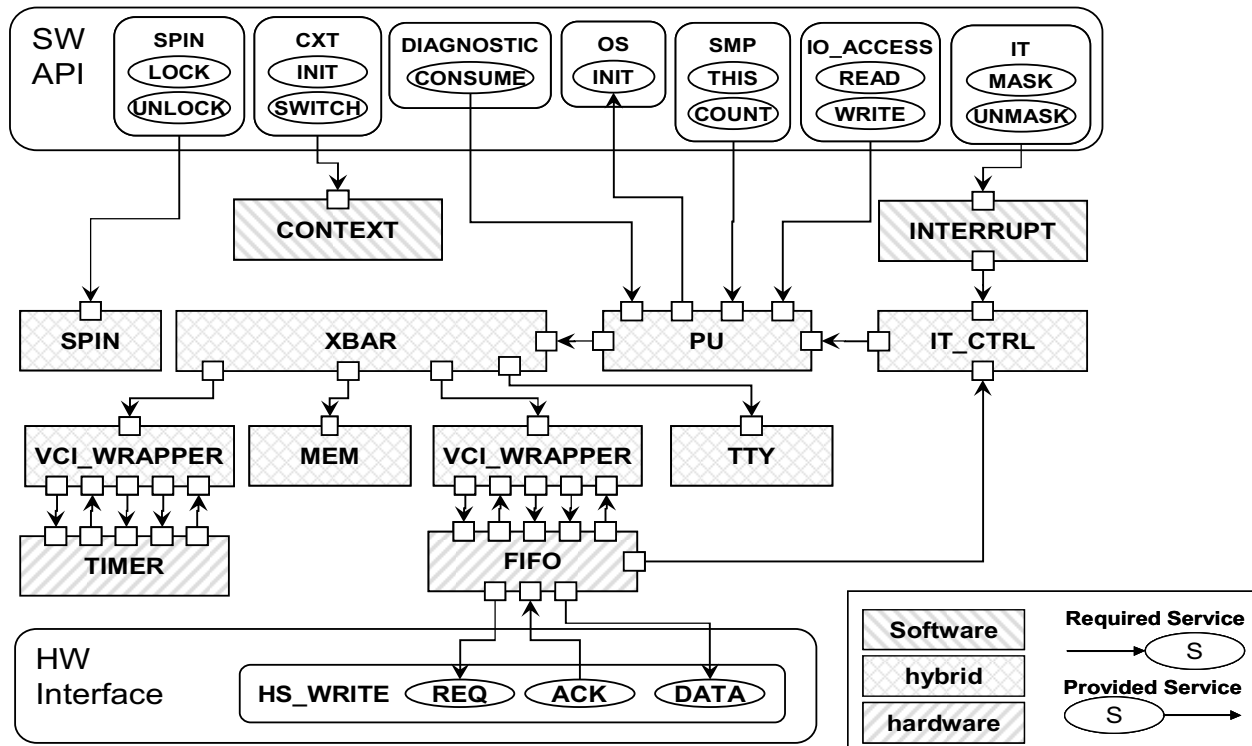 SW
API
SPIN
LOCK
UNLOCK
CXT
INIT
SWITCH
DIAGNOSTIC
CONSUME
OS
INIT
SMP
THIS
COUNT
IO_ACCESS
READ
WRITE
IT
MASK
UNMASK
CONTEXT
INTERRUPT
SPIN
XBAR
PU
IT_CTRL
VCI_WRAPPER
MEM
VCI_WRAPPER
TTY
TIMER
FIFO
HW
Interface
HS_WRITE
REQ
ACK
DATA
Software
hybrid
hardware
Required Service
S
Provided Service
S